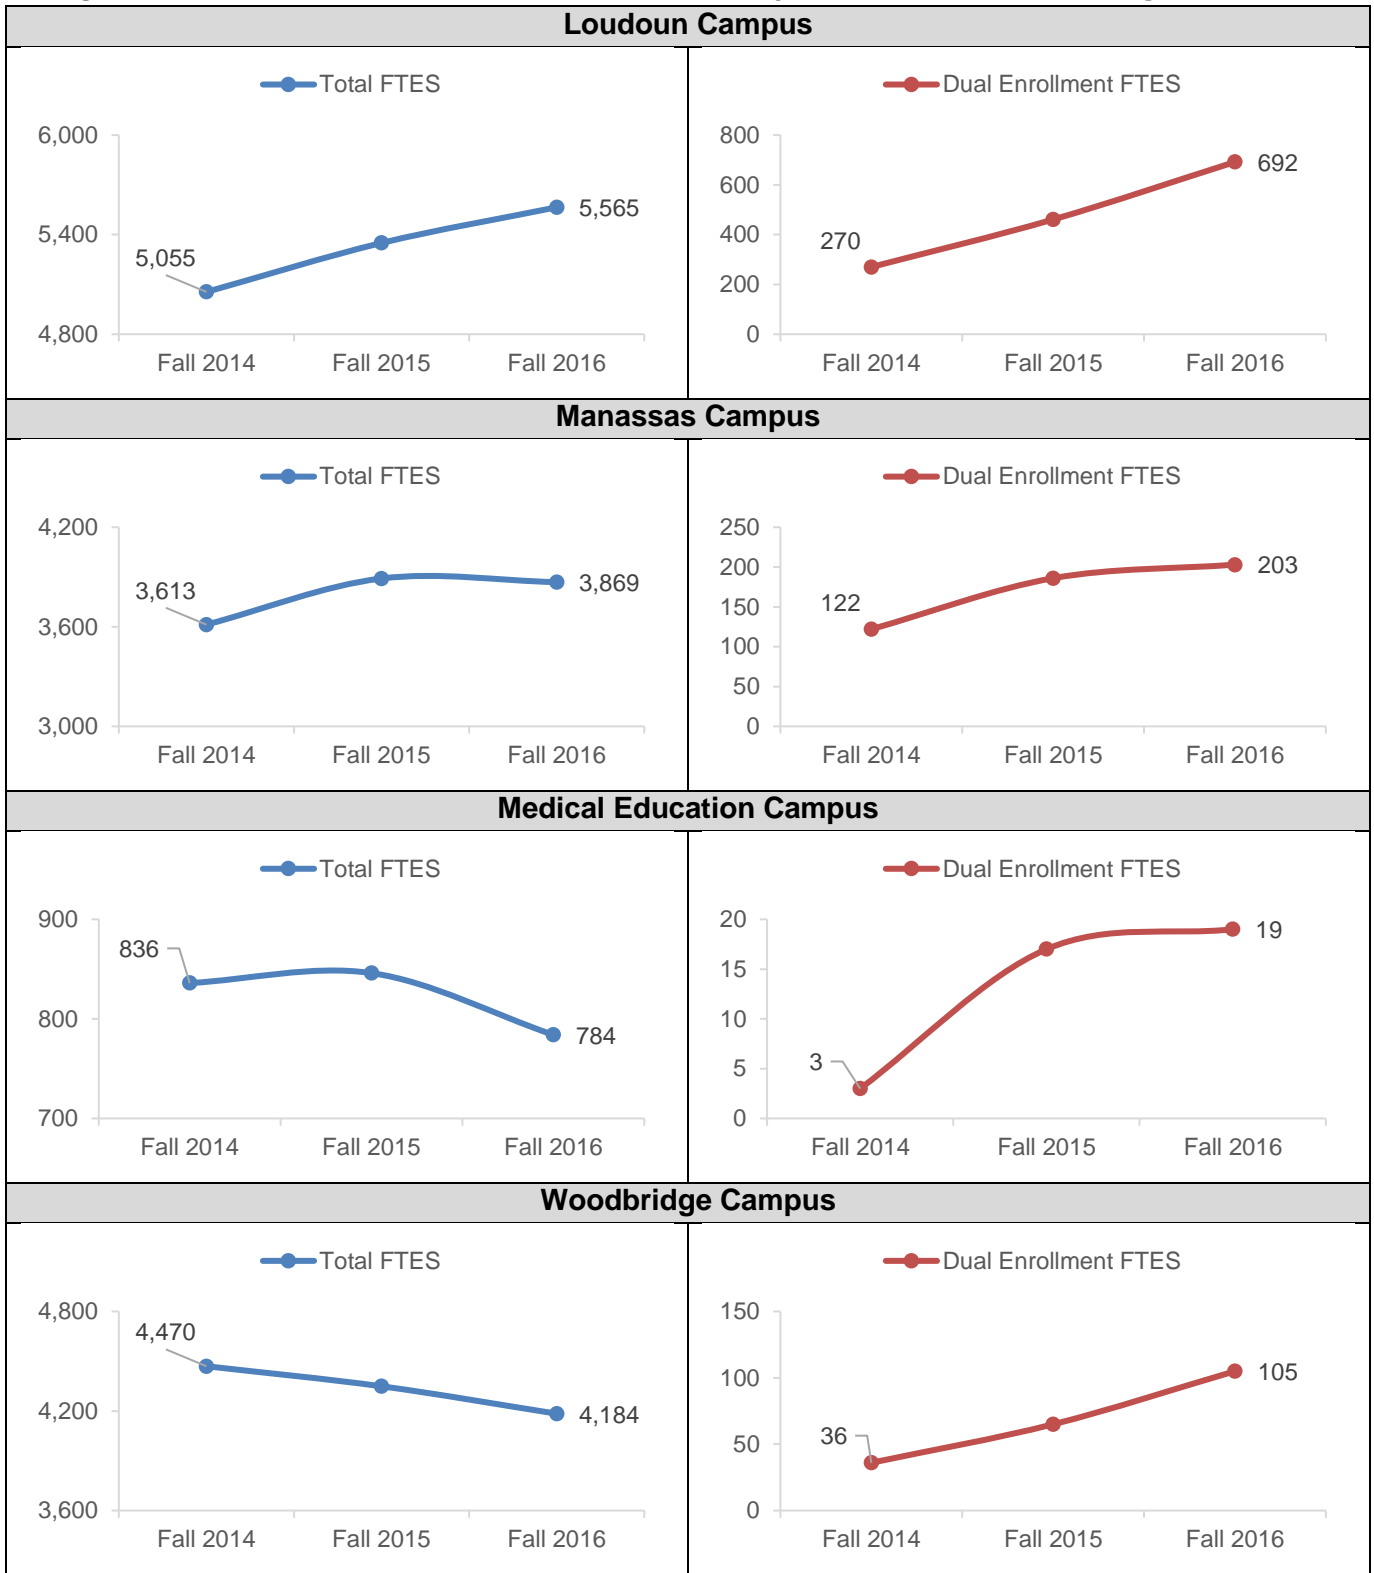 Loudoun Campus
Total FTES
6,000
5,400
4,800
5,055
5,565
Fall 2014 Fall 2015 Fall 2016
Dual Enrollment FTES
800
600
400
200
0
270
692
Fall 2014 Fall 2015 Fall 2016
Manassas Campus
Total FTES
4,200
3,600
3,000
3,613
3,869
Fall 2014 Fall 2015 Fall 2016
Dual Enrollment FTES
250
200
150
100
50
0
122
203
Fall 2014 Fall 2015 Fall 2016
Medical Education Campus
Total FTES
900
800
700
836
784
Fall 2014 Fall 2015 Fall 2016
Dual Enrollment FTES
20
15
10
5
0
3
19
Fall 2014 Fall 2015 Fall 2016
Woodbridge Campus
Total FTES
4,800
4,200
3,600
4,470
4,184
Fall 2014 Fall 2015 Fall 2016
Dual Enrollment FTES
150
100
50
0
36
105
Fall 2014 Fall 2015 Fall 2016